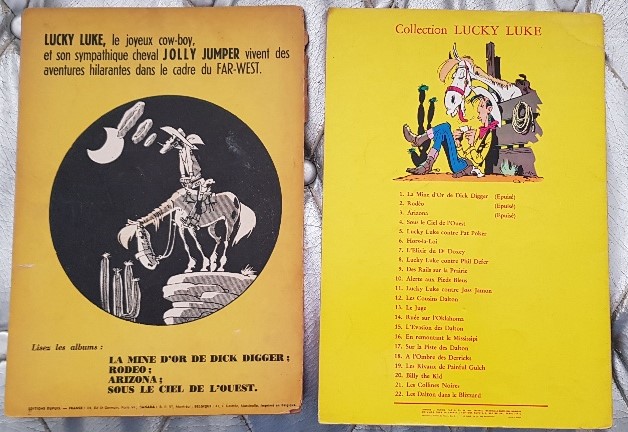 LUCKY LUKE, le joyeux cow-boy,
et son sympathique cheval JOLLY JUMPER vivent des
aventures hilarantes dans le cadre du FAR-WEST.
Lisez les albums :
LA MINE D'OR DE DICK DIGGER ;
RODEO ;
ARIZONA ;
SOUS LE CIEL DE L'OUEST.
EDITIONS DUPUIS — FRANCE :
Collection LUCKY LUKE
1. La Mine d'Or de Dick Digger (Epuisé)
2. Rodéo (Epuisé)
3. Arizona (Epuisé)
4. Sous le Ciel de l'Ouest
5. Lucky Luke contre Pat Poker
6. Hors-la-Loi
7. L'Elixir du Dr Doxey
8. Lucky Luke contre Phil Defer
9. Des Rails sur la Prairie
10. Alerte aux Pieds Bleus
11. Lucky Luke contre Joss Jamon
12. Les Cousins Dalton
13. Le Juge
14. Ruée sur l'Oklahoma
15. L'Evasion des Dalton
16. En remontant le Mississipi
17. Sur la Piste des Dalton
18. A l'Ombre des Derricks
19. Les Rivaux de Painful Gulch
20. Billy the Kid
21. Les Collines Noires
22. Les Dalton dans le Blizzard